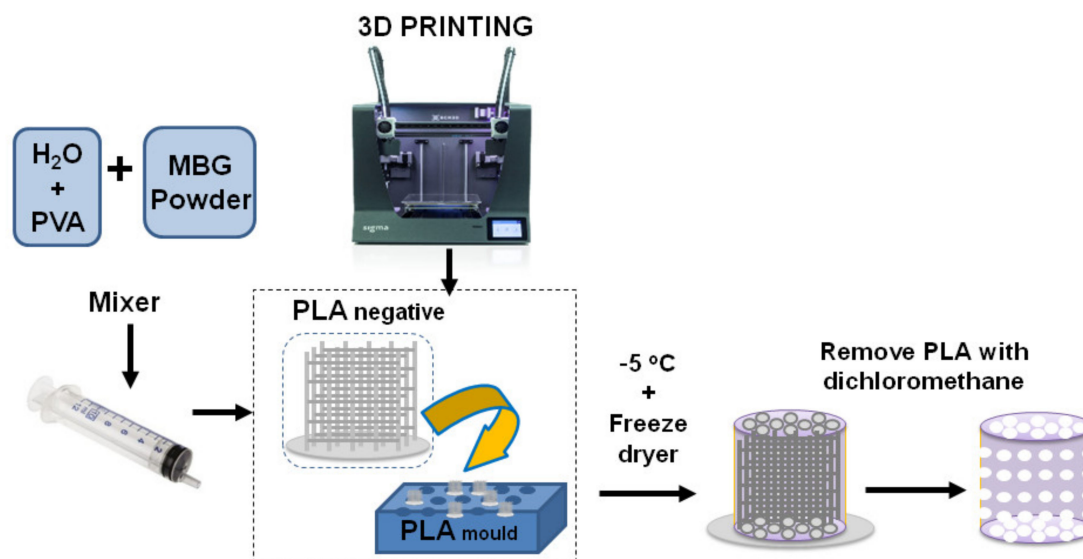 3D PRINTING
H₂O
+
PVA
+
MBG
Powder
sigma
Mixer
PLA negative
PLA mould
-5 ºC
+
Freeze
dryer
Remove PLA with
dichloromethane